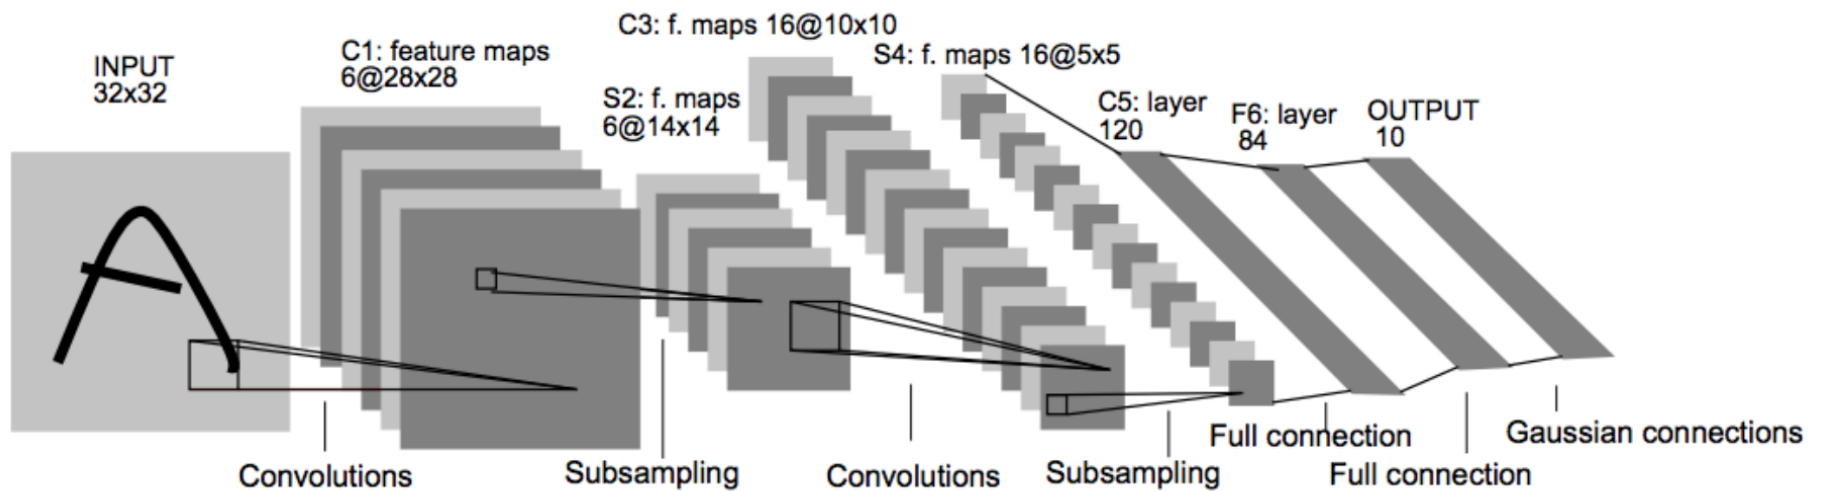 INPUT
32x32
C1: feature maps
6@28x28
S2: f. maps
6@14x14
C3: f. maps 16@10x10
S4: f. maps 16@5x5
C5: layer
120
F6: layer
84
OUTPUT
10
Convolutions
Subsampling
Convolutions
Subsampling
Full connection
Full connection
Gaussian connections